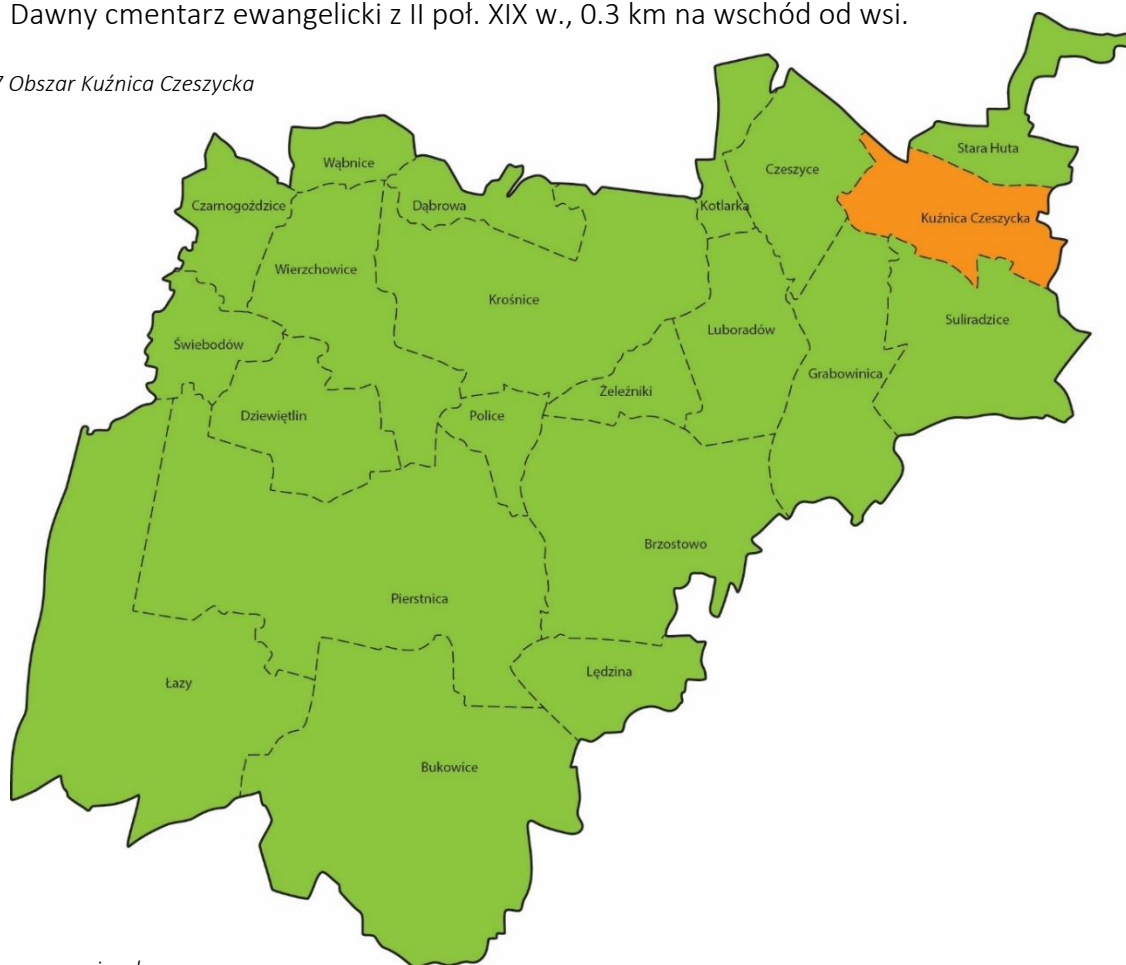 Dawny cmentarz ewangelicki z II poł. XIX w., 0.3 km na wschód od wsi.
7 Obszar Kuźnica Czeszycka
Stara Huta
Wąbnice
Czeszyce
Czarnogoździce
Dąbrowa
Kotlarka
Kuźnica Czeszycka
Wierzchowice
Krośnice
Świebodów
Luboradów
Suliradzice
Grabowinica
Żeleźniki
Dziewiętlin
Police
Brzostowo
Pierstnica
Łazy
Lędzina
Bukowice